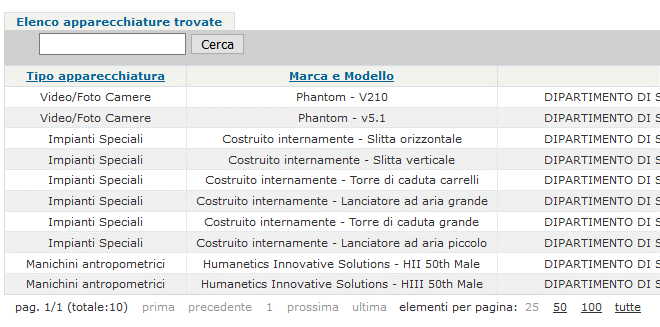 Elenco apparecchiature trovate
Cerca
Tipo apparecchiatura Marca e Modello
Video/Foto Camere Phantom - V210 DIPARTIMENTO DI S
Video/Foto Camere Phantom - v5.1 DIPARTIMENTO DI S
Impianti Speciali Costruito internamente - Slitta orizzontale DIPARTIMENTO DI S
Impianti Speciali Costruito internamente - Slitta verticale DIPARTIMENTO DI S
Impianti Speciali Costruito internamente - Torre di caduta carrelli DIPARTIMENTO DI S
Impianti Speciali Costruito internamente - Lanciatore ad aria grande DIPARTIMENTO DI S
Impianti Speciali Costruito internamente - Torre di caduta grande DIPARTIMENTO DI S
Impianti Speciali Costruito internamente - Lanciatore ad aria piccolo DIPARTIMENTO DI S
Manichini antropometrici Humanetics Innovative Solutions - HII 50th Male DIPARTIMENTO DI S
Manichini antropometrici Humanetics Innovative Solutions - HIII 50th Male DIPARTIMENTO DI S
pag. 1/1 (totale:10) prima precedente 1 prossima ultima elementi per pagina: 25 50 100 tutte